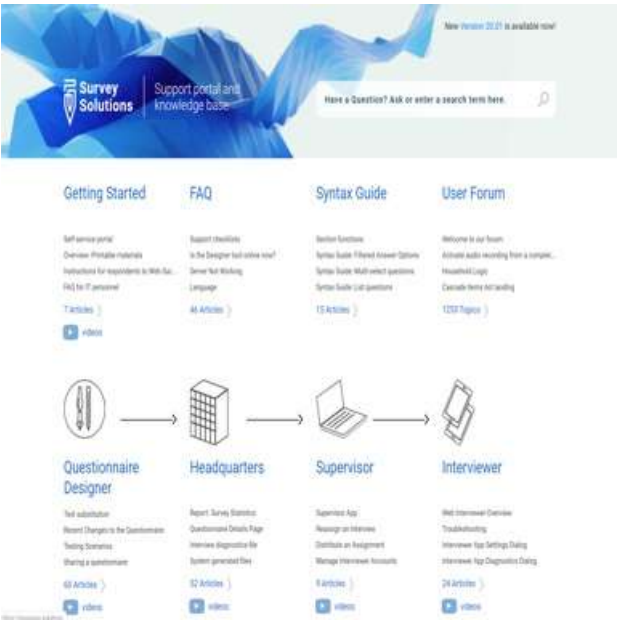 New Version 20.01 is available now!
Survey
Solutions
Support portal and
knowledge base
Have a Question? Ask or enter a search term here.
Getting Started
FAQ
Syntax Guide
User Forum
Self-service portal
Overview: Printable materials
Instructions for respondents to Web Sur...
FAQ for IT personnel
7 Articles
videos
Support checklists
Is the Designer tool online now?
Server Not Working
Language
46 Articles
Section functions
Syntax Guide: Filtered Answer Options
Syntax Guide: Multi-select questions
Syntax Guide: List questions
15 Articles
Welcome to our forum
Activate audio recording from a complet...
Household Logic
Cascade items not landing
1253 Topics
Questionnaire
Designer
Headquarters
Supervisor
Interviewer
Text substitution
Recent Changes to the Questionnaire
Testing Scenarios
Sharing a questionnaire
60 Articles
videos
Report: Survey Statistics
Questionnaire Details Page
Interview diagnostics file
System generated files
52 Articles
videos
Supervisor App
Reassign an Interview
Distribute an Assignment
Manage Interviewer Accounts
9 Articles
videos
Web Interviewer Overview
Troubleshooting
Interviewer App Settings Dialog
Interviewer App Diagnostics Dialog
24 Articles
videos